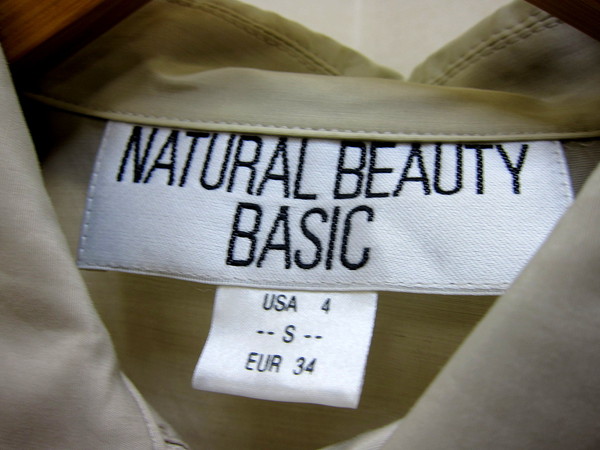 NATURAL BEAUTY
BASIC
USA 4
-- S --
EUR 34